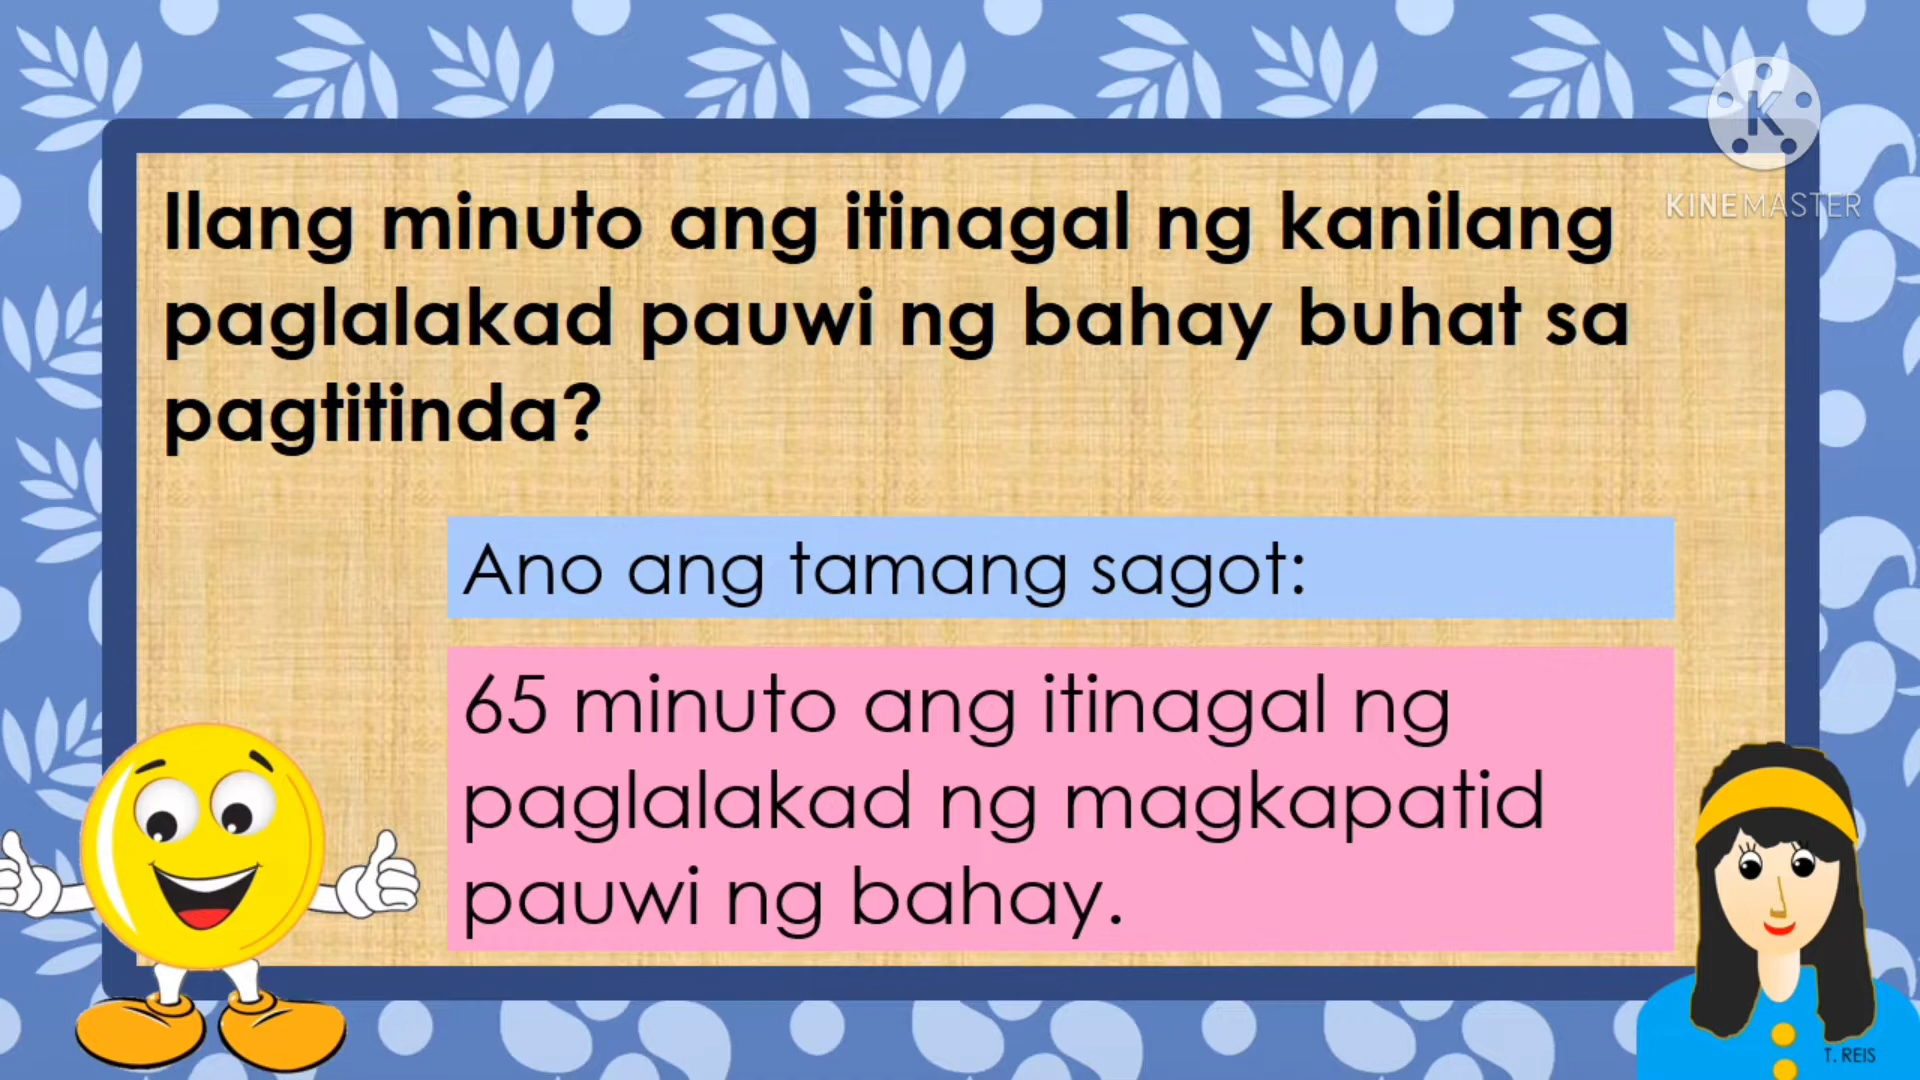 KINEMASTER
Ilang minuto ang itinagal ng kanilang
paglalakad pauwi ng bahay buhat sa
pagtitinda?
Ano ang tamang sagot:
65 minuto ang itinagal ng
paglalakad ng magkapatid
pauwi ng bahay.
T. REIS